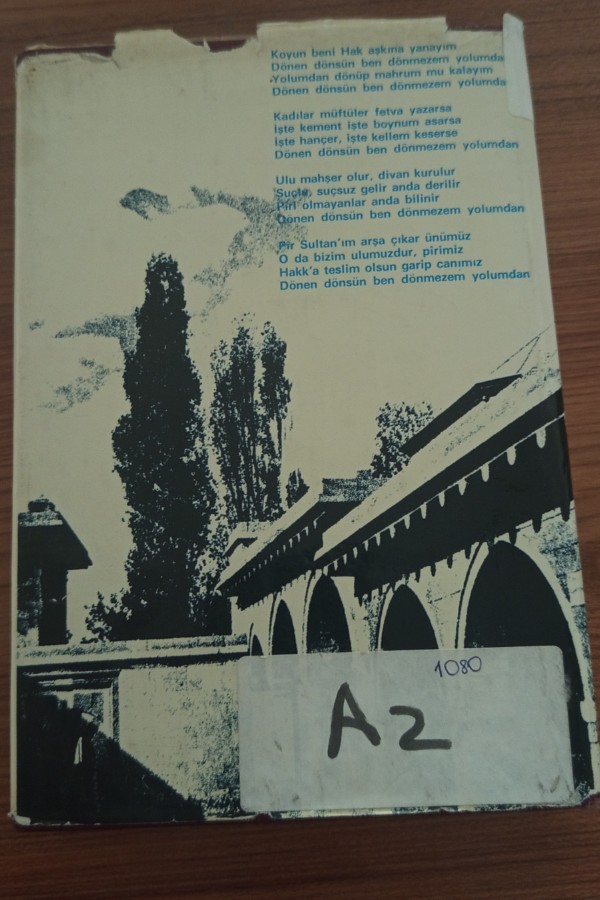 Koyun beni Hak aşkına yanayım
Dönen dönsün ben dönmezem yolumda
Yolumdan dönüp mahrum mu kalayım
Dönen dönsün ben dönmezem yolumda
Kadılar müftüler fetva yazarsa
İşte kement işte boynum asarsa
İşte hançer, işte kellem keserse
Dönen dönsün ben dönmezem yolumdan
Ulu mahşer olur, divan kurulur
Suçlu, suçsuz gelir anda derilir
Piri olmayanlar anda bilinir
Dönen dönsün ben dönmezem yolumdan
Pir Sultan'ım arşa çıkar ünümüz
O da bizim ulumuzdur, pirimiz
Hakk'a teslim olsun garip canımız
Dönen dönsün ben dönmezem yolumdan
1080
A2